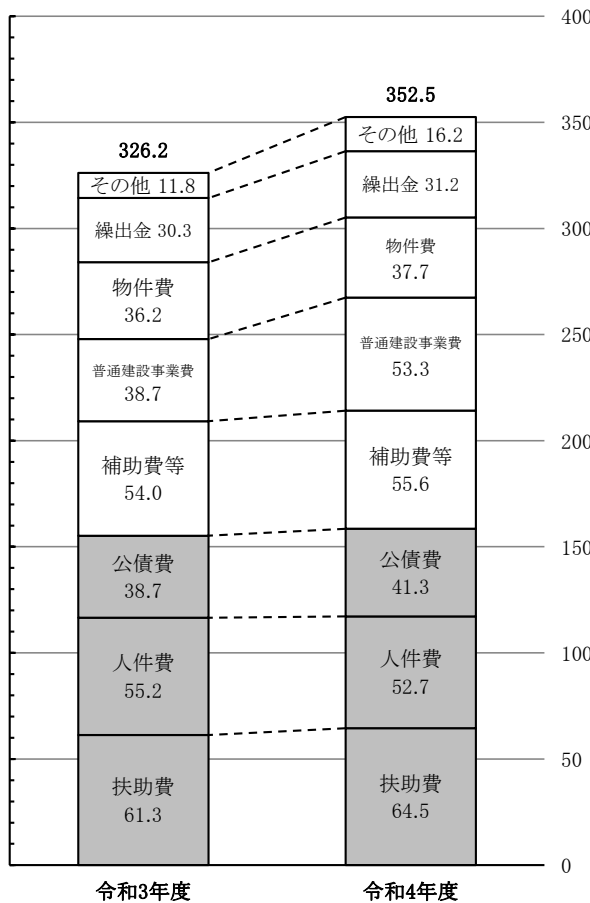 400
352.5
350
326.2
その他 16.2
その他 11.8
繰出金 31.2
繰出金 30.3
300
物件費
37.7
物件費
36.2
250
普通建設事業費
53.3
普通建設事業費
38.7
200
補助費等
55.6
補助費等
54.0
150
公債費
41.3
公債費
38.7
100
人件費
52.7
人件費
55.2
50
扶助費
64.5
扶助費
61.3
0
令和3年度
令和4年度